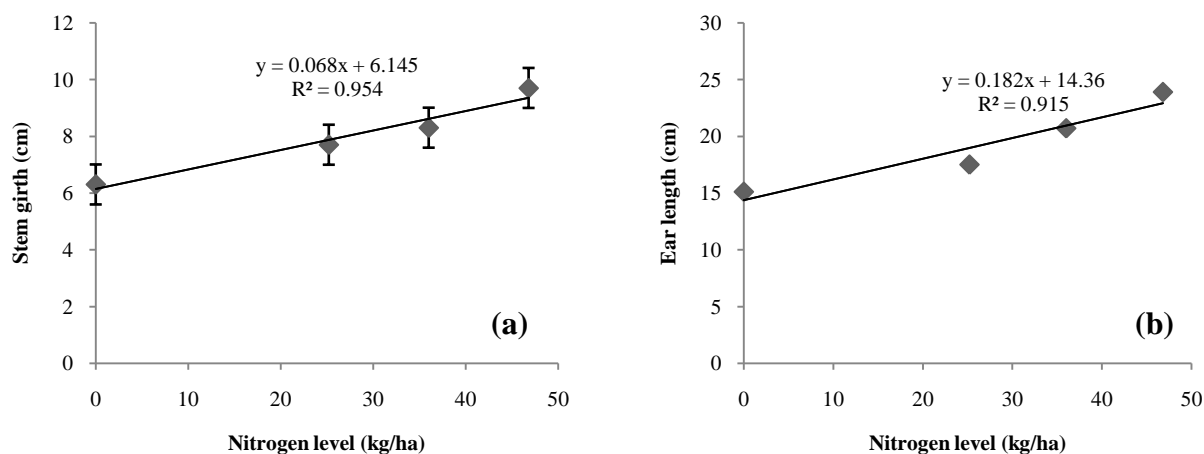 12
10
8
6
4
2
0
Stem girth (cm)
y = 0.068x + 6.145
R² = 0.954
(a)
0 10 20 30 40 50
Nitrogen level (kg/ha)
30
25
20
15
10
5
0
Ear length (cm)
y = 0.182x + 14.36
R² = 0.915
(b)
0 10 20 30 40 50
Nitrogen level (kg/ha)